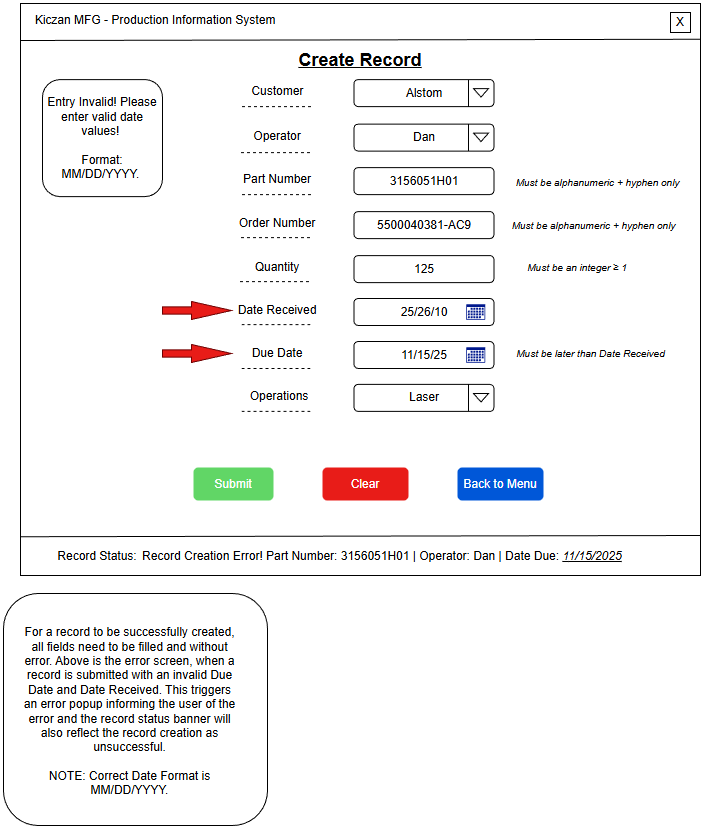 Kiczan MFG - Production Information System
X
Create Record
Entry Invalid! Please
enter valid date
values!
Format:
MM/DD/YYYY.
Customer
Alstom
Operator
Dan
Part Number
3156051H01
Must be alphanumeric + hyphen only
Order Number
5500040381-AC9
Must be alphanumeric + hyphen only
Quantity
125
Must be an integer ≥ 1
Date Received
25/26/10
Due Date
11/15/25
Must be later than Date Received
Operations
Laser
Submit
Clear
Back to Menu
Record Status: Record Creation Error! Part Number: 3156051H01 | Operator: Dan | Date Due: 11/15/2025
For a record to be successfully created,
all fields need to be filled and without
error. Above is the error screen, when a
record is submitted with an invalid Due
Date and Date Received. This triggers
an error popup informing the user of the
error and the record status banner will
also reflect the record creation as
unsuccessful.
NOTE: Correct Date Format is
MM/DD/YYYY.